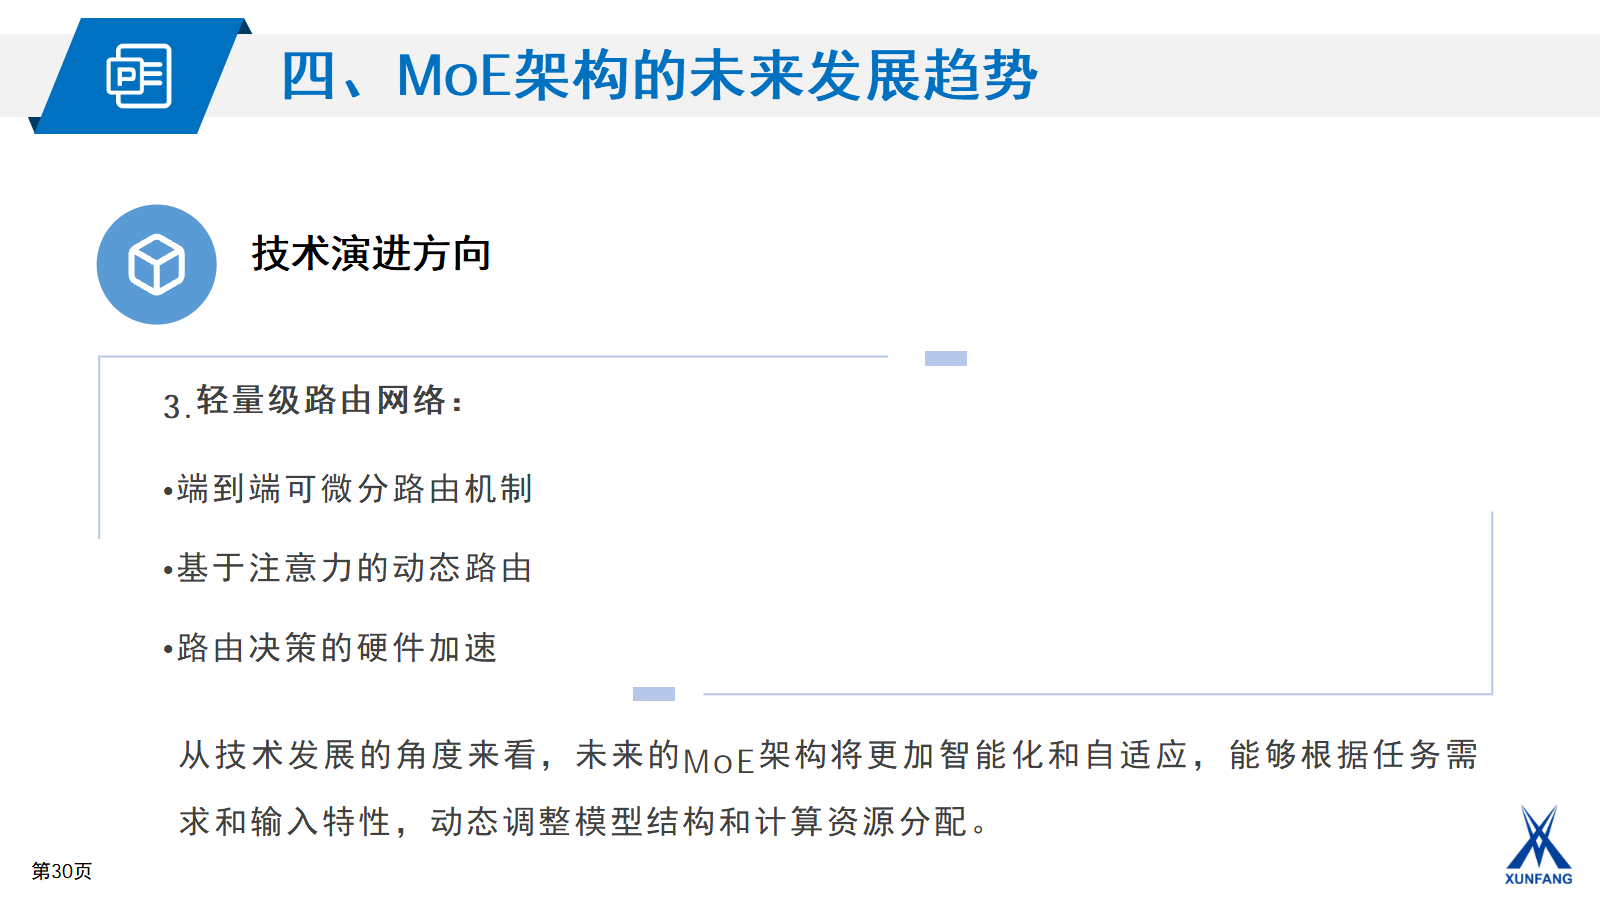 四、MoE架构的未来发展趋势
技术演进方向
3.轻量级路由网络：
•端到端可微分路由机制
•基于注意力的动态路由
•路由决策的硬件加速
从技术发展的角度来看，未来的MoE架构将更加智能化和自适应，能够根据任务需
求和输入特性，动态调整模型结构和计算资源分配。
第30页
XUNFANG